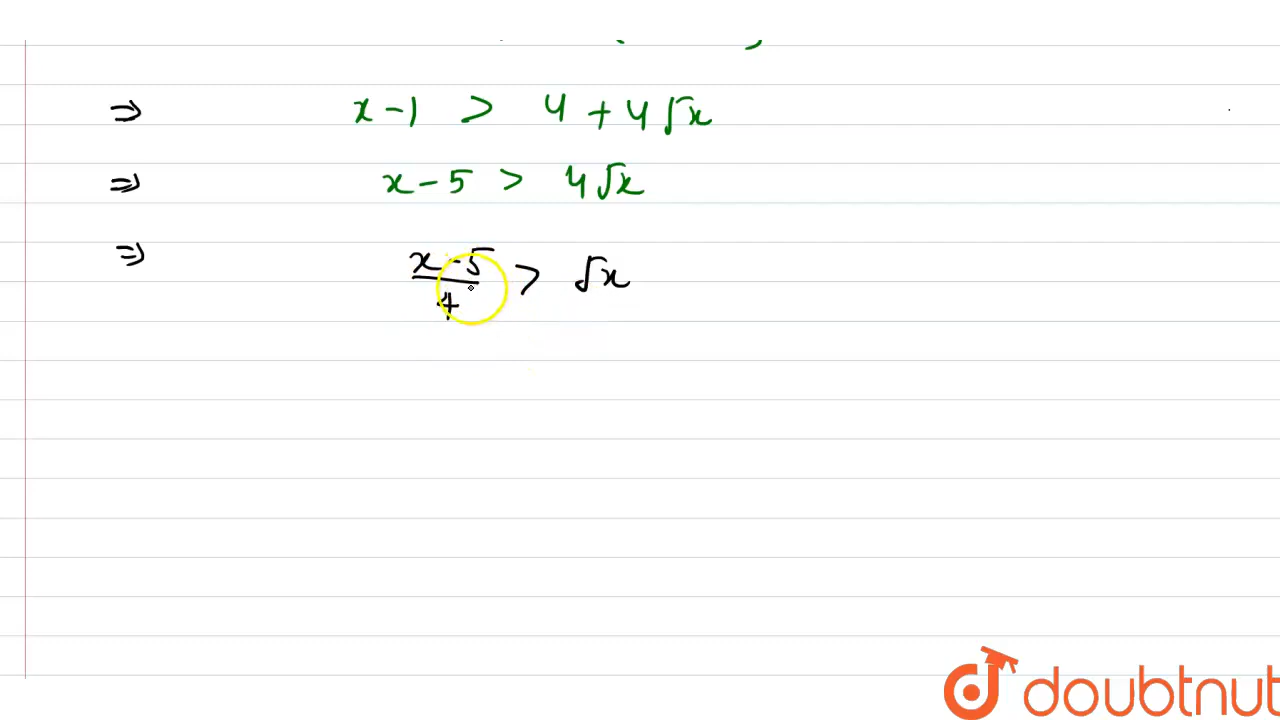 ⇒ x - 1 > 4 + 4√x
⇒ x - 5 > 4√x
⇒ (x - 5)/4 > √x
doubtnut